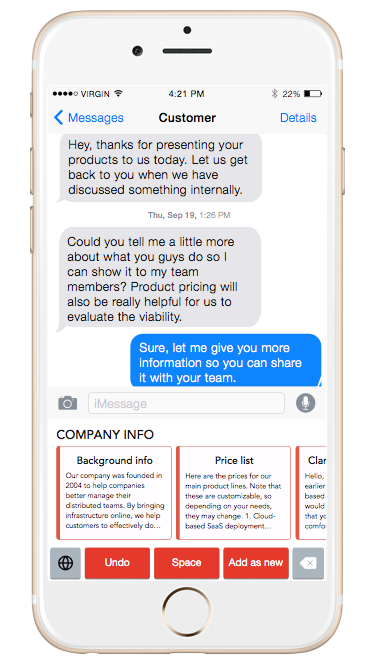 VIRGIN 4:21 PM 22%
Messages Customer Details
Hey, thanks for presenting your
products to us today. Let us get
back to you when we have
discussed something internally.
Thu, Sep 19, 1:26 PM
Could you tell me a little more
about what you guys do so I
can show it to my team
members? Product pricing will
also be really helpful for us to
evaluate the viability.
Sure, let me give you more
information so you can share
it with your team.
iMessage
COMPANY INFO
Background info
Our company was founded in
2004 to help companies
better manage their
distributed teams. By bringing
infrastructure online, we help
customers to effectively do...
Price list
Here are the prices for our
main product lines. Note that
these are customizable, so
depending on your needs,
they may change. 1. Cloud-
based SaaS deployment...
Clar
Hello,
earlier
based
would
that yo
comfo
Undo Space Add as new